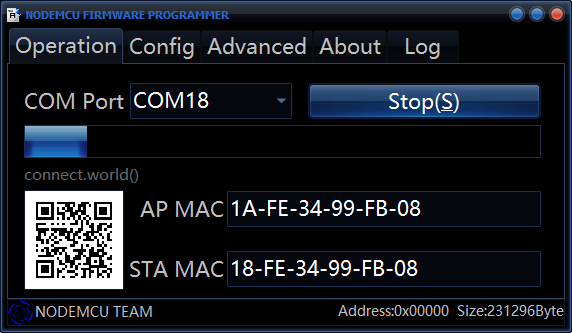 NODEMCU FIRMWARE PROGRAMMER
Operation Config Advanced About Log
COM Port COM18 Stop(S)
connect.world()
AP MAC 1A-FE-34-99-FB-08
STA MAC 18-FE-34-99-FB-08
NODEMCU TEAM Address:0x00000 Size:231296Byte